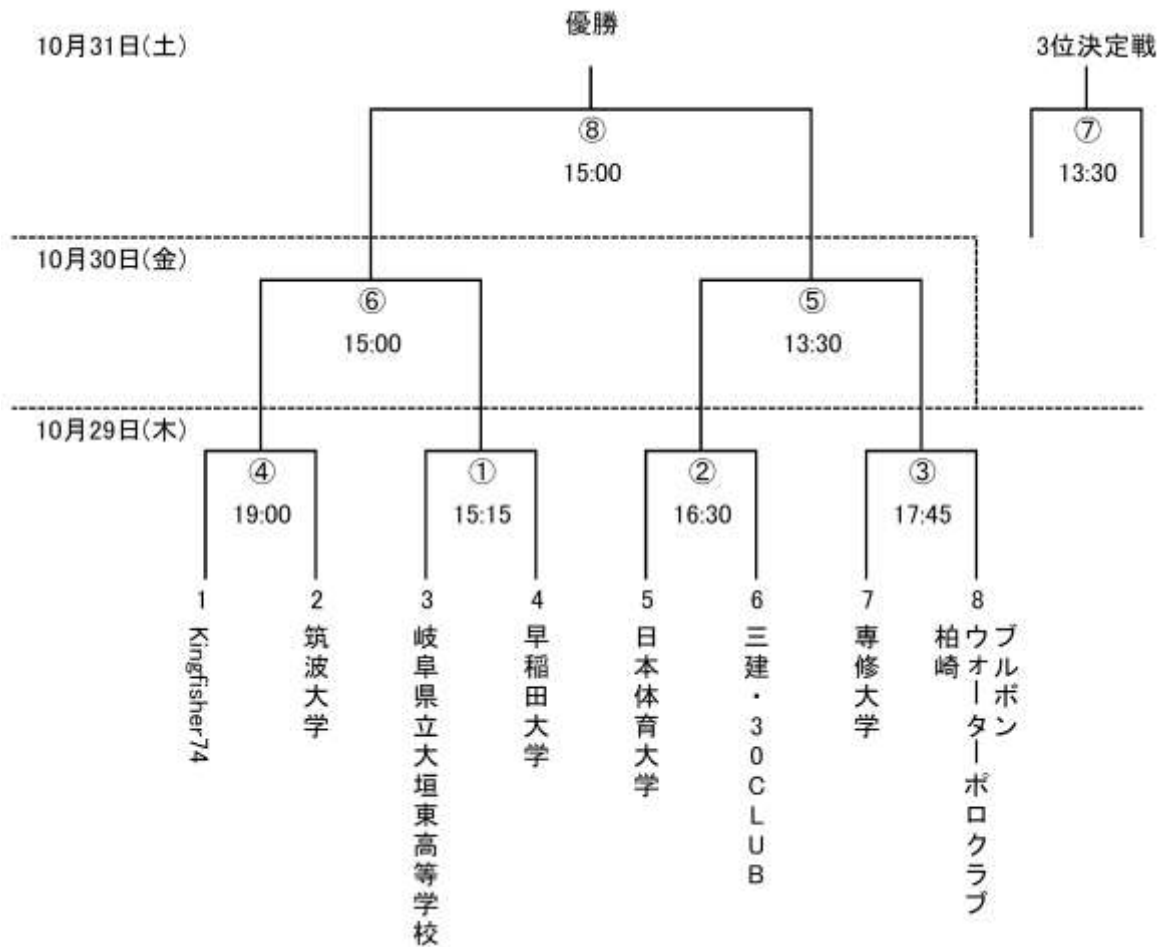 優勝
10月31日(土)
3位決定戦
⑧
15:00
⑦
13:30
10月30日(金)
⑥
15:00
⑤
13:30
10月29日(木)
④
19:00
①
15:15
②
16:30
③
17:45
1
Kingfisher74
2
筑波大学
3
岐阜県立大垣東高等学校
4
早稲田大学
5
日本体育大学
6
三建・30CLUB
7
専修大学
8
ブルボン
ウォーターポロクラブ
柏崎